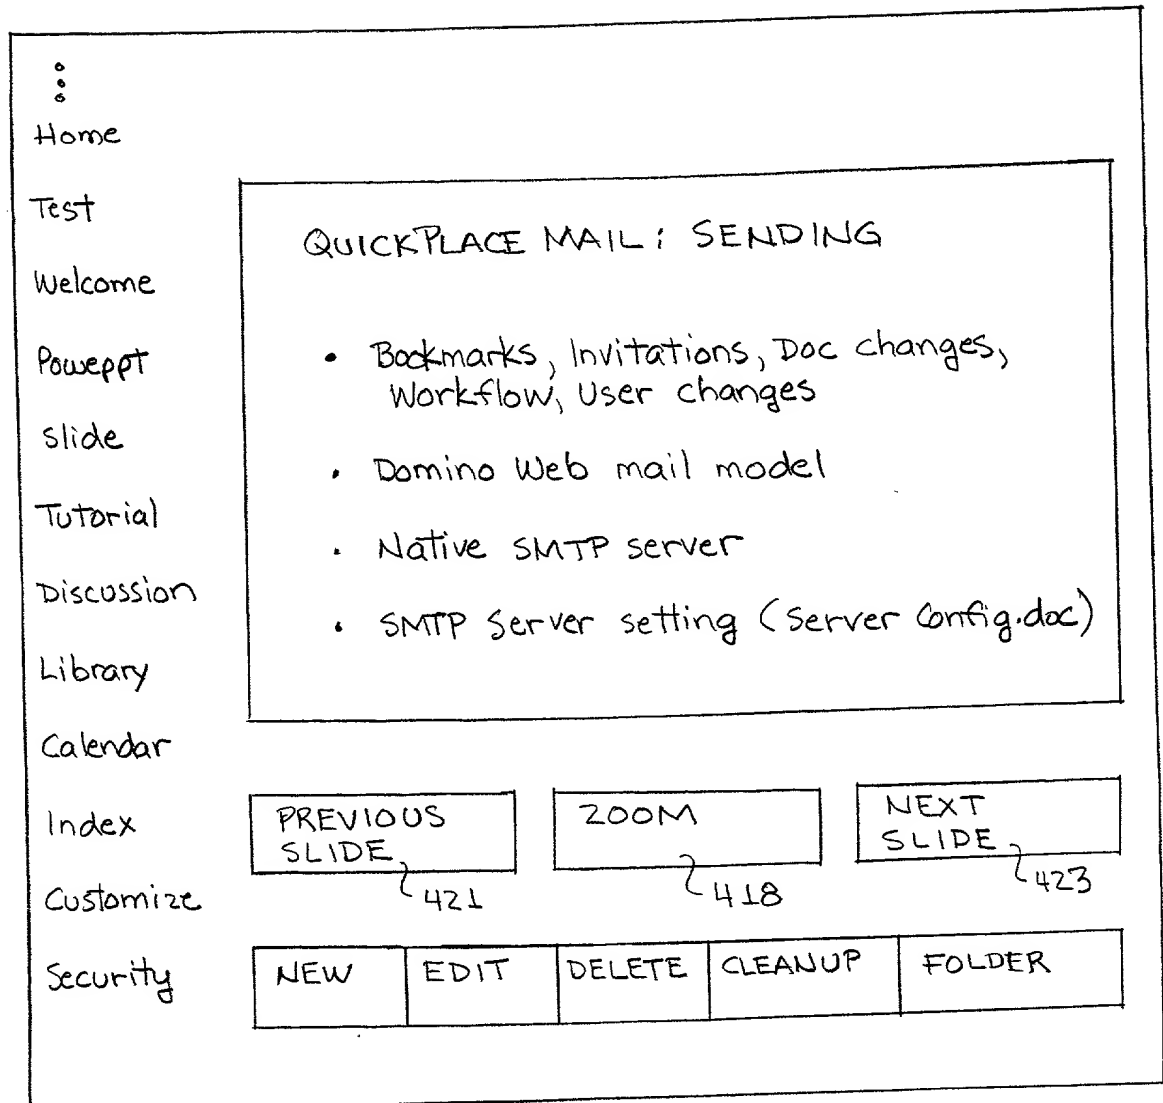 Home
Test
Welcome
Poweppt
Slide
Tutorial
Discussion
Library
Calendar
Index
Customize
Security
QUICKPLACE MAIL: SENDING
• Bookmarks, Invitations, Doc changes,
Workflow, User changes
• Domino Web mail model
• Native SMTP server
• SMTP Server setting (Server Config.doc)
PREVIOUS
SLIDE
421
ZOOM
418
NEXT
SLIDE
423
NEW EDIT DELETE CLEANUP FOLDER